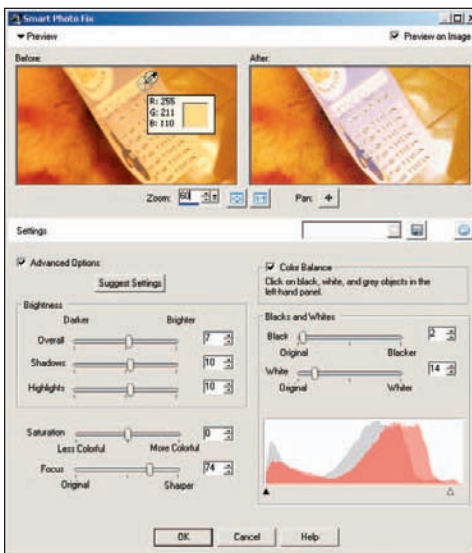 Smart Photo Fix
Preview
Preview on Image
Before:
After:
R: 255
G: 211
B: 110
Zoom: 60
Pan:
Settings
Advanced Options
Suggest Settings
Color Balance
Click on black, white, and grey objects in the
left hand panel.
Brightness
Darker Brighter
Overall 7
Shadows 10
Highlights 10
Blacks and Whites
Black 2
Original Blacker
White 14
Original Whiter
Saturation 0
Less Colorful More Colorful
Focus 74
Original Sharper
OK Cancel Help